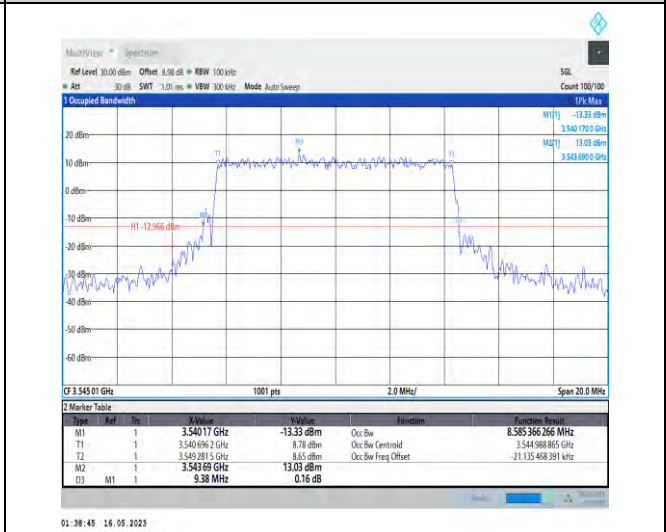 MultiView Spectrum
Ref Level 30.00 dBm Offset 8.98 dB RBW 100 kHz SGL
Att 30 dB SWT 1.01 ms VBW 300 kHz Mode Auto Sweep Count 100/100
1 Occupied Bandwidth 1Pk Max
M1[1] -13.33 dBm
3.540 1700 GHz
M2[1] 13.03 dBm
3.543 6900 GHz
20 dBm
10 dBm
0 dBm
-10 dBm
H1 -12.966 dBm
-20 dBm
-30 dBm
-40 dBm
-50 dBm
-60 dBm
T1
M2
T2
CF 3.545 01 GHz 1001 pts 2.0 MHz/ Span 20.0 MHz
2 Marker Table
Type Ref Trc X-Value Y-Value Function Function Result
M1 1 3.54017 GHz -13.33 dBm Occ Bw 8.585 366 266 MHz
T1 1 3.540 696 2 GHz 8.78 dBm Occ Bw Centroid 3.544 988 865 GHz
T2 1 3.549 281 5 GHz 8.65 dBm Occ Bw Freq Offset -21.135 468 391 kHz
M2 1 3.543 69 GHz 13.03 dBm
D3 M1 1 9.38 MHz 0.16 dB
01:38:45 16.05.2023